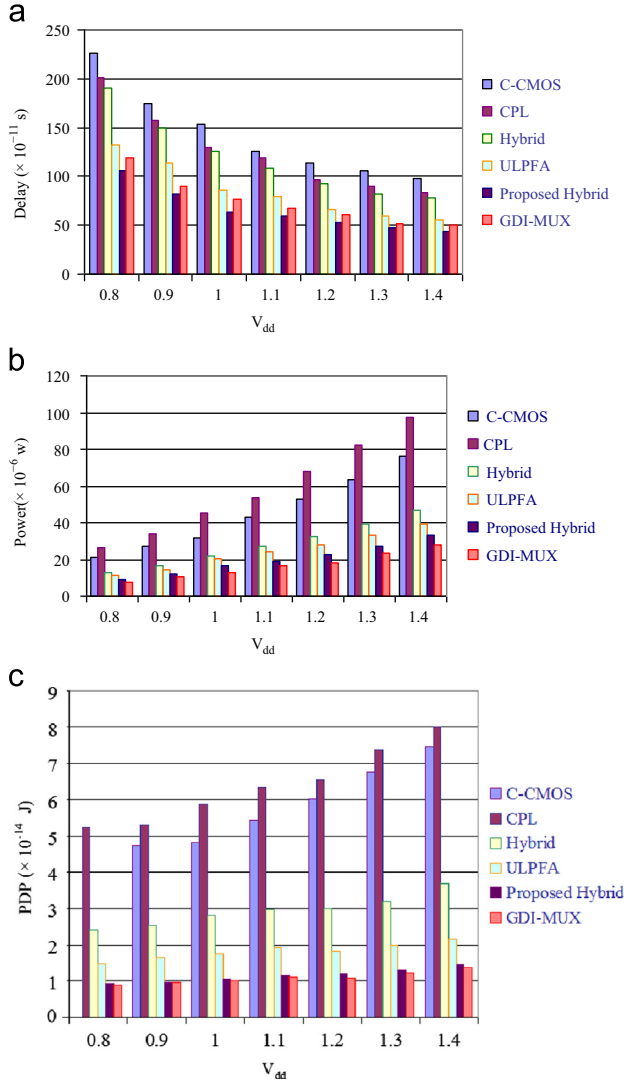 a
250
200
150
100
50
0
Delay (× 10⁻¹¹ s)
0.8 0.9 1 1.1 1.2 1.3 1.4
Vdd
C-CMOS
CPL
Hybrid
ULPFA
Proposed Hybrid
GDI-MUX
b
120
100
80
60
40
20
0
Power(× 10⁻⁶ w)
0.8 0.9 1 1.1 1.2 1.3 1.4
Vdd
C-CMOS
CPL
Hybrid
ULPFA
Proposed Hybrid
GDI-MUX
c
9
8
7
6
5
4
3
2
1
0
PDP (× 10⁻¹⁴ J)
0.8 0.9 1 1.1 1.2 1.3 1.4
Vdd
C-CMOS
CPL
Hybrid
ULPFA
Proposed Hybrid
GDI-MUX